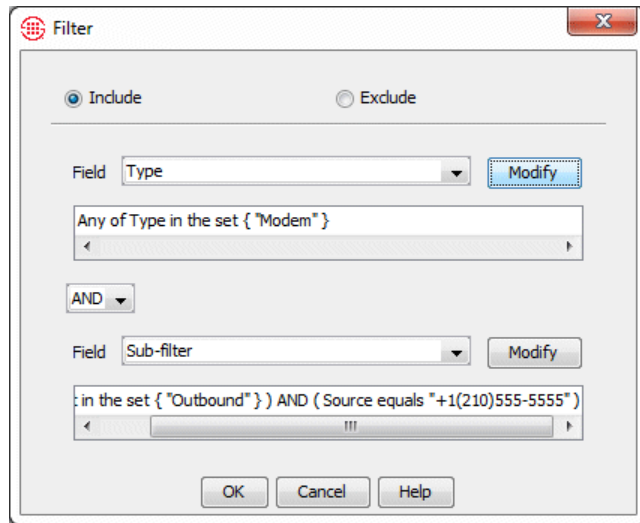 Filter
Include Exclude
Field Type Modify
Any of Type in the set { "Modem" }
AND
Field Sub-filter Modify
in the set { "Outbound" } ) AND ( Source equals "+1(210)555-5555" )
OK Cancel Help